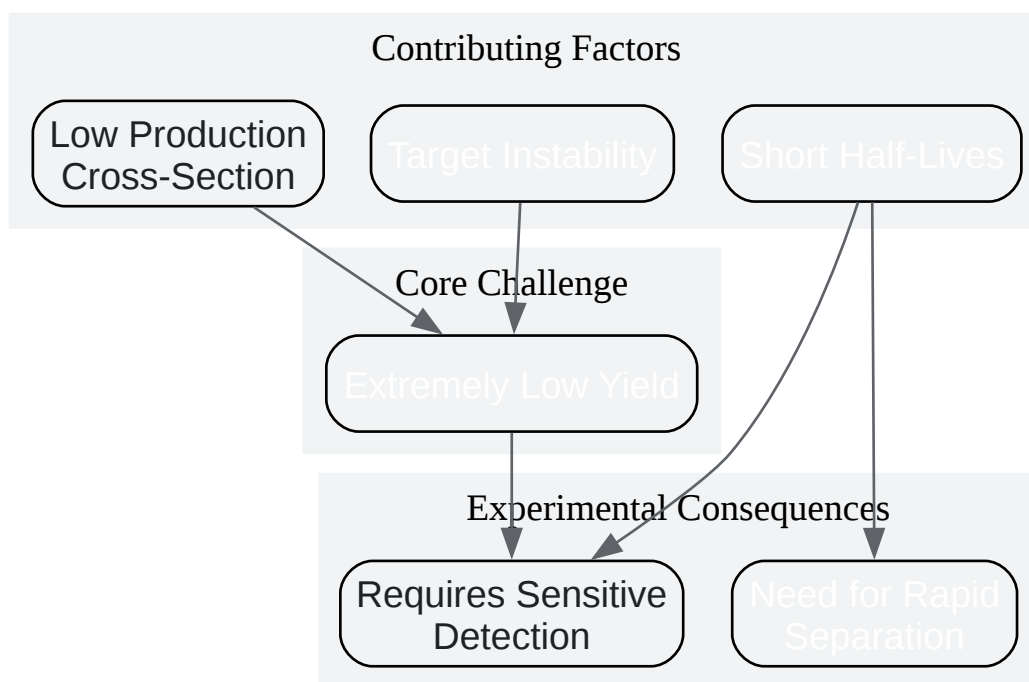 Contributing Factors
Low Production
Cross-Section
Target Instability
Short Half-Lives
Core Challenge
Extremely Low Yield
Experimental Consequences
Requires Sensitive
Detection
Need for Rapid
Separation